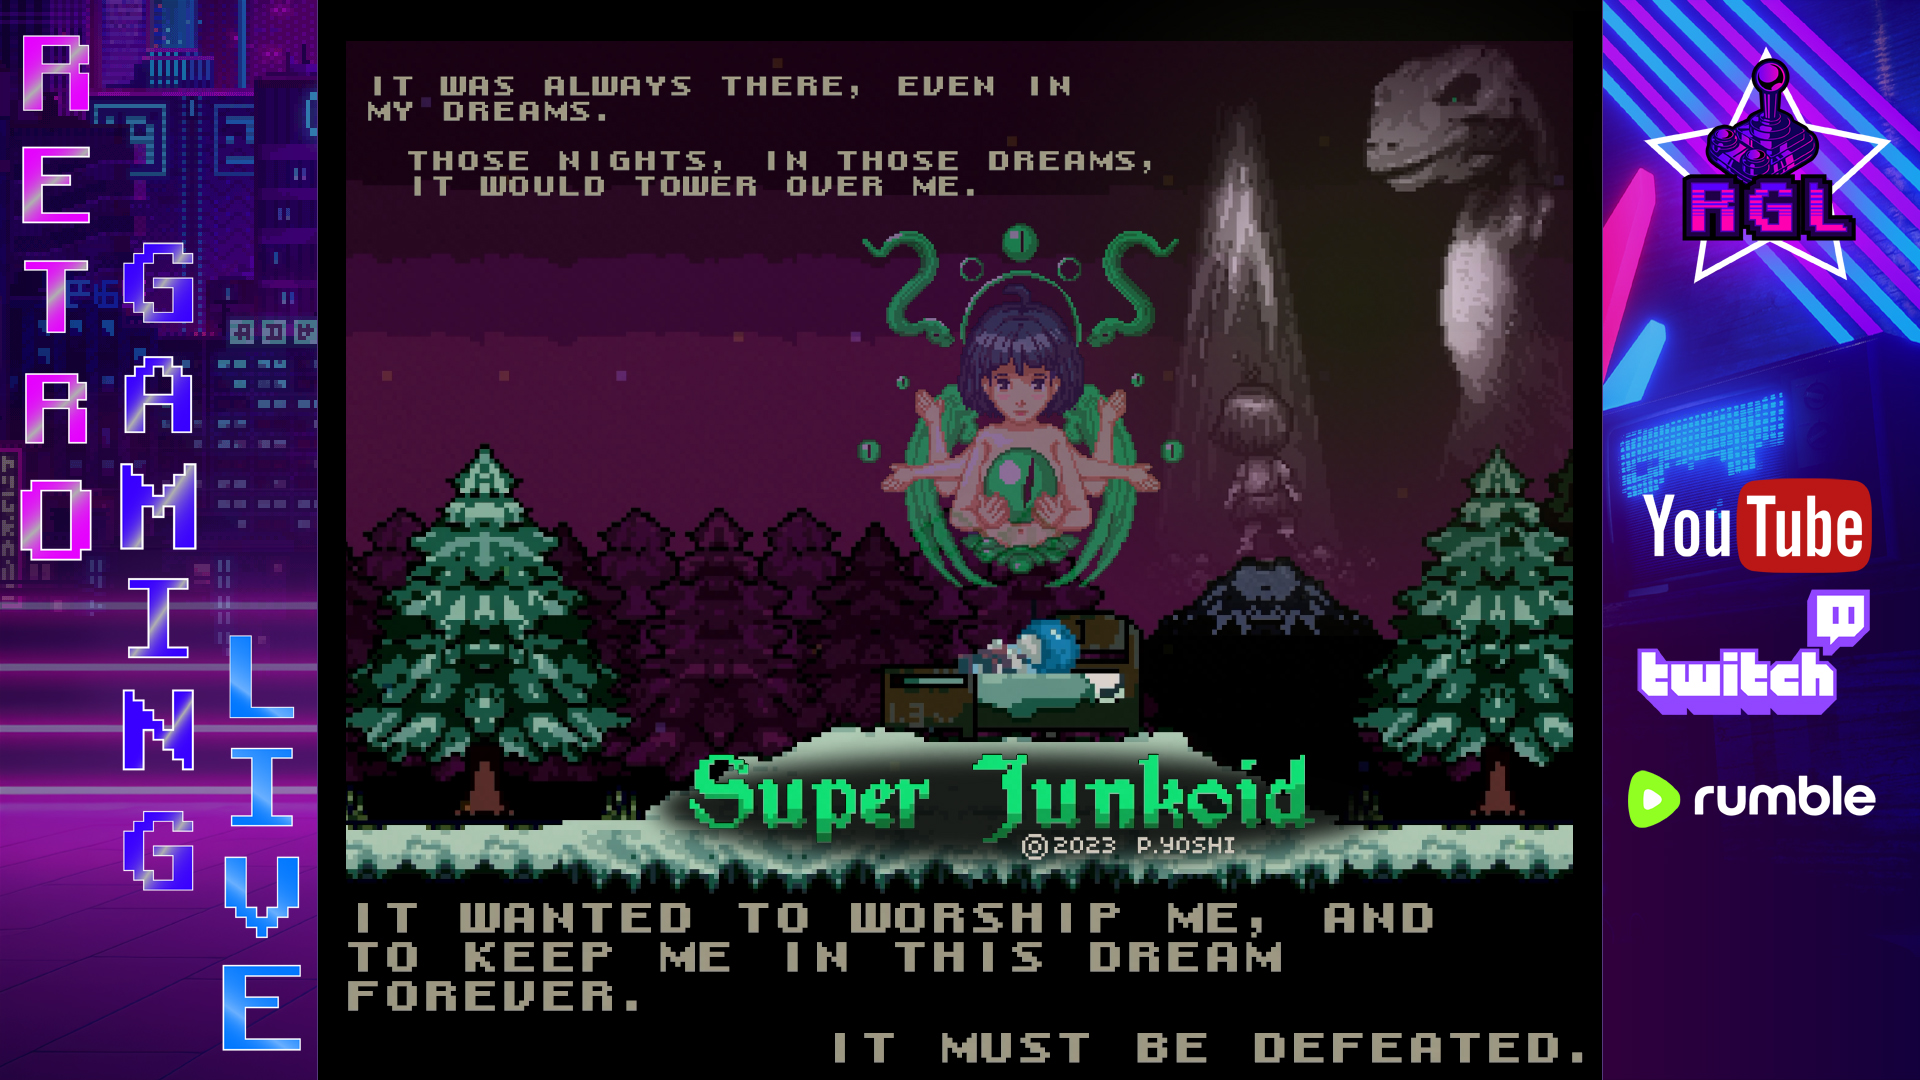 RETRO
GAMING
LIVE
IT WAS ALWAYS THERE, EVEN IN
MY DREAMS.
THOSE NIGHTS, IN THOSE DREAMS,
IT WOULD TOWER OVER ME.
Super Junkoid
©2023 P.YOSHI
IT WANTED TO WORSHIP ME, AND
TO KEEP ME IN THIS DREAM
FOREVER.
IT MUST BE DEFEATED.
RGL
YouTube
twitch
rumble